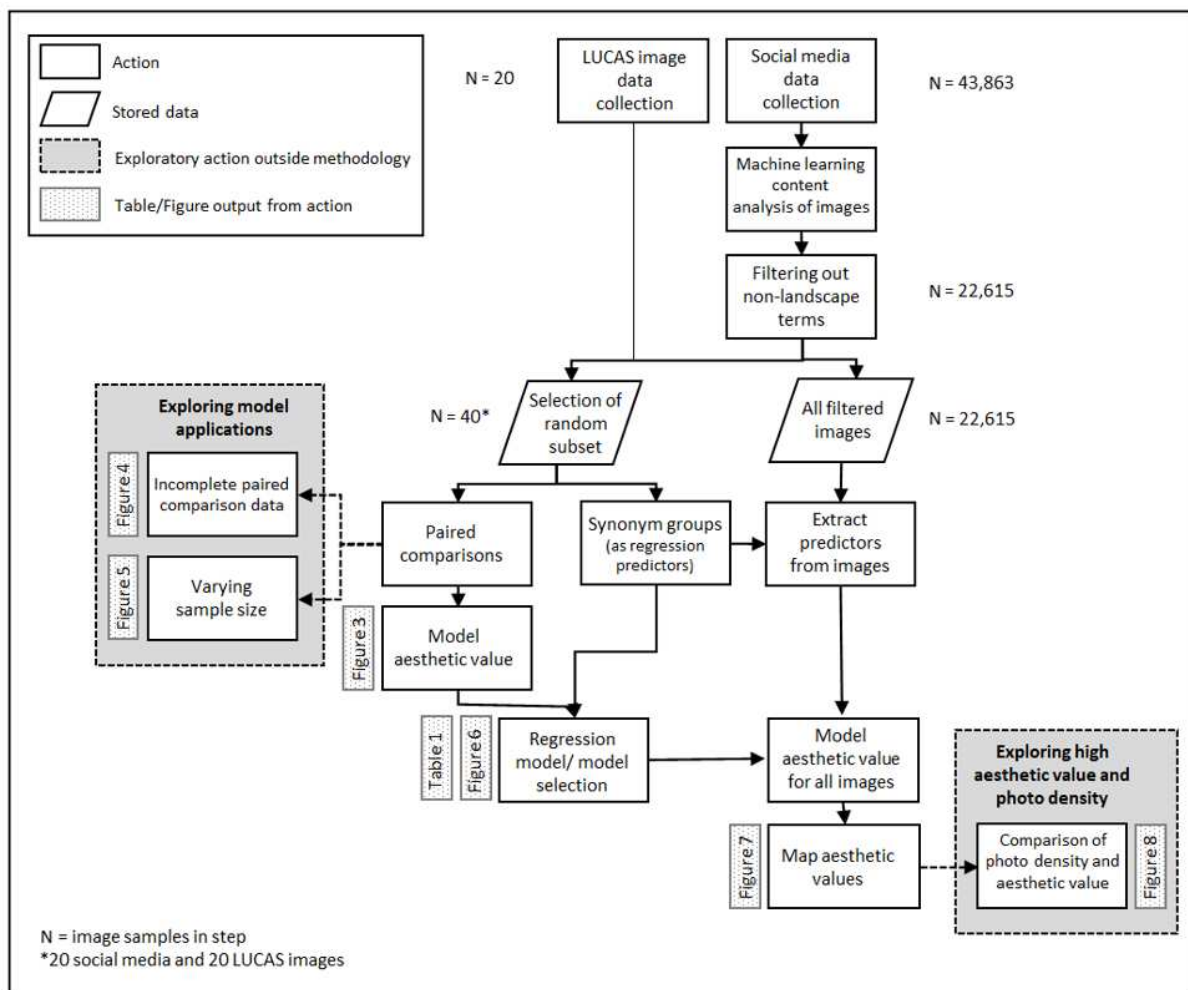 Action
Stored data
Exploratory action outside methodology
Table/Figure output from action
N = 20
LUCAS image
data
collection
Social media
data
collection
N = 43,863
Machine learning
content
analysis of images
Filtering out
non-landscape
terms
N = 22,615
N = 40*
Selection of
random
subset
All filtered
images
N = 22,615
Exploring model
applications
Figure 4
Incomplete paired
comparison data
Figure 5
Varying
sample size
Paired
comparisons
Synonym groups
(as regression
predictors)
Extract
predictors
from images
Figure 3
Model
aesthetic value
Table 1
Figure 6
Regression
model/ model
selection
Model
aesthetic value
for all images
Figure 7
Map aesthetic
values
Exploring high
aesthetic value and
photo density
Comparison of
photo density and
aesthetic value
Figure 8
N = image samples in step
*20 social media and 20 LUCAS images